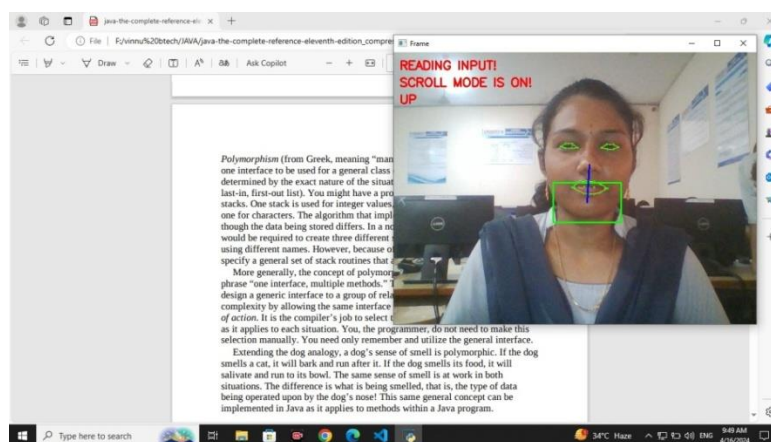 java-the-complete-reference-ele
File
F:/vinnu%20btech/JAVA/java-the-complete-reference-eleventh-edition_compre
Draw
Ask Copilot
Frame
READING INPUT!
SCROLL MODE IS ON!
UP
Polymorphism (from Greek, meaning “man
one interface to be used for a general class
determined by the exact nature of the situat
last-in, first-out list). You might have a pro
stacks. One stack is used for integer values,
one for characters. The algorithm that impl
though the data being stored differs. In a no
would be required to create three different
using different names. However, because of
specify a general set of stack routines that
More generally, the concept of polymor
phrase “one interface, multiple methods.”
design a generic interface to a group of rela
complexity by allowing the same interface
of action. It is the compiler’s job to select
as it applies to each situation. You, the programmer, do not need to make this
selection manually. You need only remember and utilize the general interface.
Extending the dog analogy, a dog’s sense of smell is polymorphic. If the dog
smells a cat, it will bark and run after it. If the dog smells its food, it will
salivate and run to its bowl. The same sense of smell is at work in both
situations. The difference is what is being smelled, that is, the type of data
being operated upon by the dog’s nose! This same general concept can be
implemented in Java as it applies to methods within a Java program.
Type here to search
34°C Haze
ENG
9:49 AM
4/16/2024